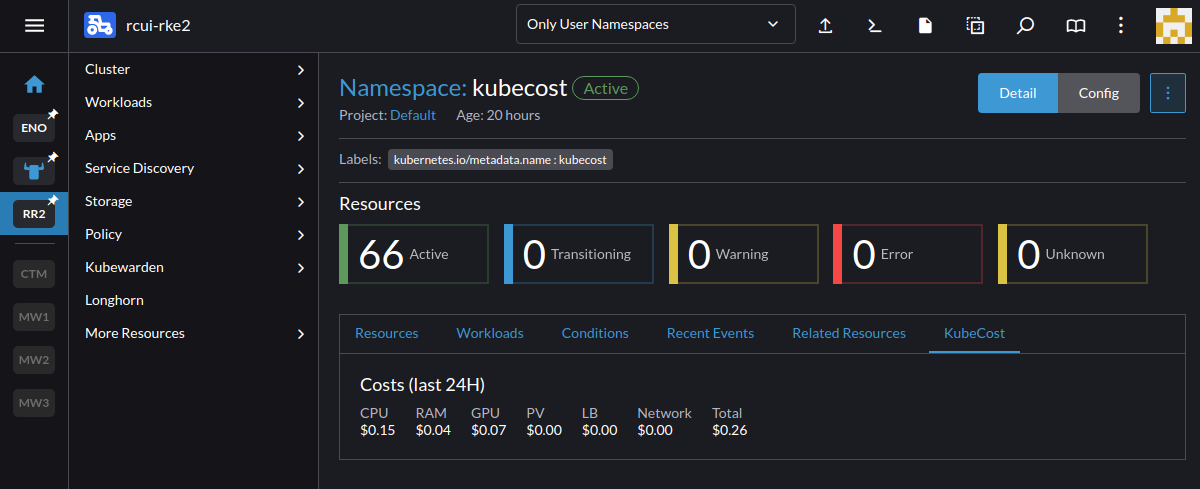 rcui-rke2
Only User Namespaces
ENO
RR2
CTM
MW1
MW2
MW3
Cluster
Workloads
Apps
Service Discovery
Storage
Policy
Kubewarden
Longhorn
More Resources
Namespace: kubecost Active
Detail Config
Project: Default Age: 20 hours
Labels: kubernetes.io/metadata.name : kubecost
Resources
66 Active 0 Transitioning 0 Warning 0 Error 0 Unknown
Resources Workloads Conditions Recent Events Related Resources KubeCost
Costs (last 24H)
CPU RAM GPU PV LB Network Total
$0.15 $0.04 $0.07 $0.00 $0.00 $0.00 $0.26